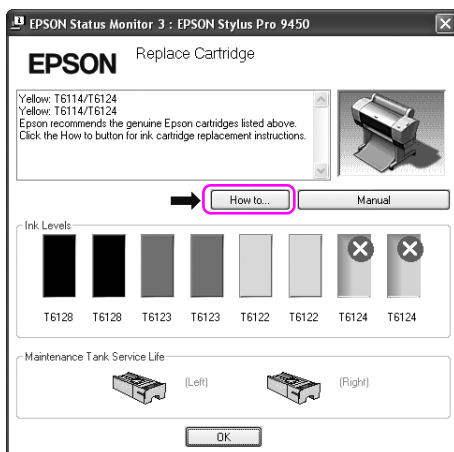 EPSON Status Monitor 3 : EPSON Stylus Pro 9450
EPSON
Replace Cartridge
Yellow: T6114/T6124
Yellow: T6114/T6124
Epson recommends the genuine Epson cartridges listed above.
Click the How to button for ink cartridge replacement instructions.
How to...
Manual
Ink Levels
T6128 T6128 T6123 T6123 T6122 T6122 T6124 T6124
Maintenance Tank Service Life
(Left) (Right)
OK